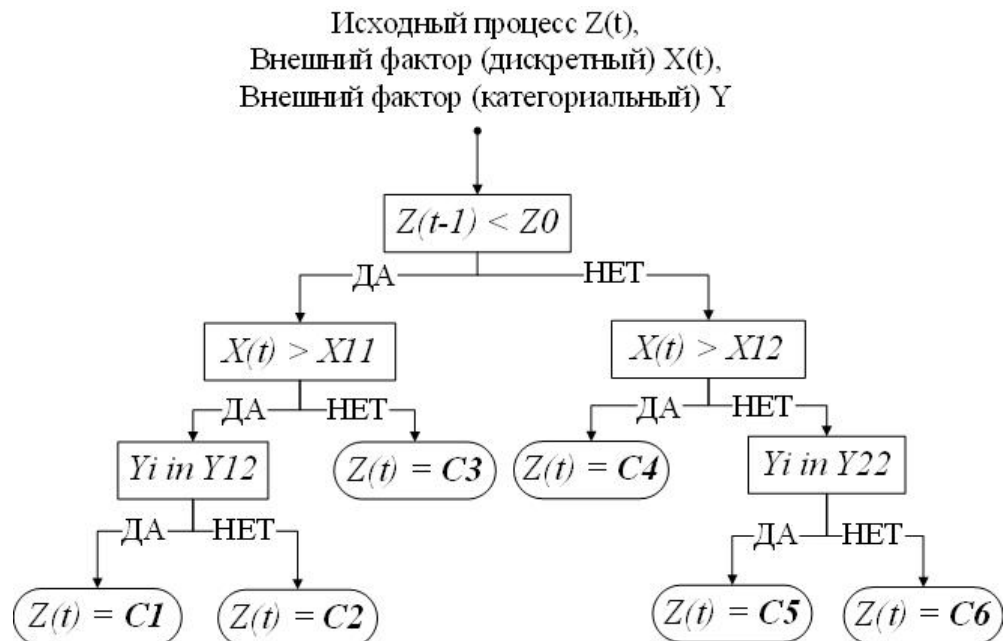 Исходный процесс Z(t),
Внешний фактор (дискретный) X(t),
Внешний фактор (категориальный) Y
Z(t-1) < Z0
ДА
НЕТ
X(t) > X11
X(t) > X12
ДА
НЕТ
ДА
НЕТ
Yi in Y12
Z(t) = C3
Z(t) = C4
Yi in Y22
ДА
НЕТ
ДА
НЕТ
Z(t) = C1
Z(t) = C2
Z(t) = C5
Z(t) = C6